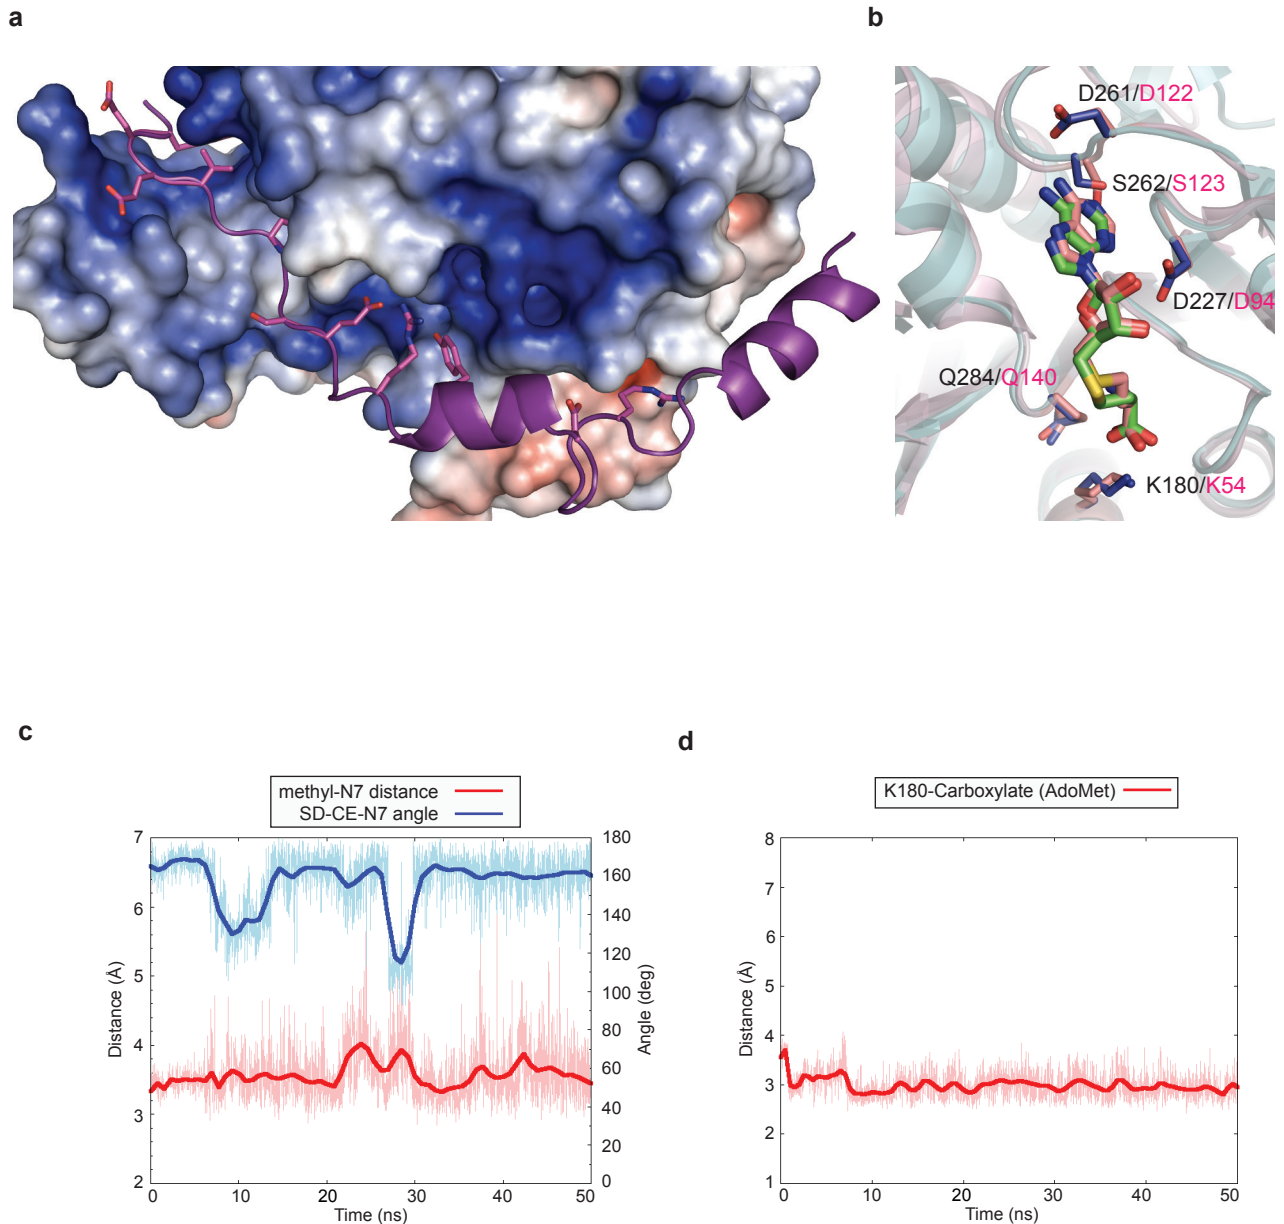 a
b
D261/D122
S262/S123
D227/D94
Q284/Q140
K180/K54
c
d
methyl-N7 distance
SD-CE-N7 angle
7
6
5
4
3
2
Distance (Å)
180
160
140
120
100
80
60
40
20
0
Angle (deg)
0 10 20 30 40 50
Time (ns)
K180-Carboxylate (AdoMet)
8
7
6
5
4
3
2
1
Distance (Å)
0 10 20 30 40 50
Time (ns)